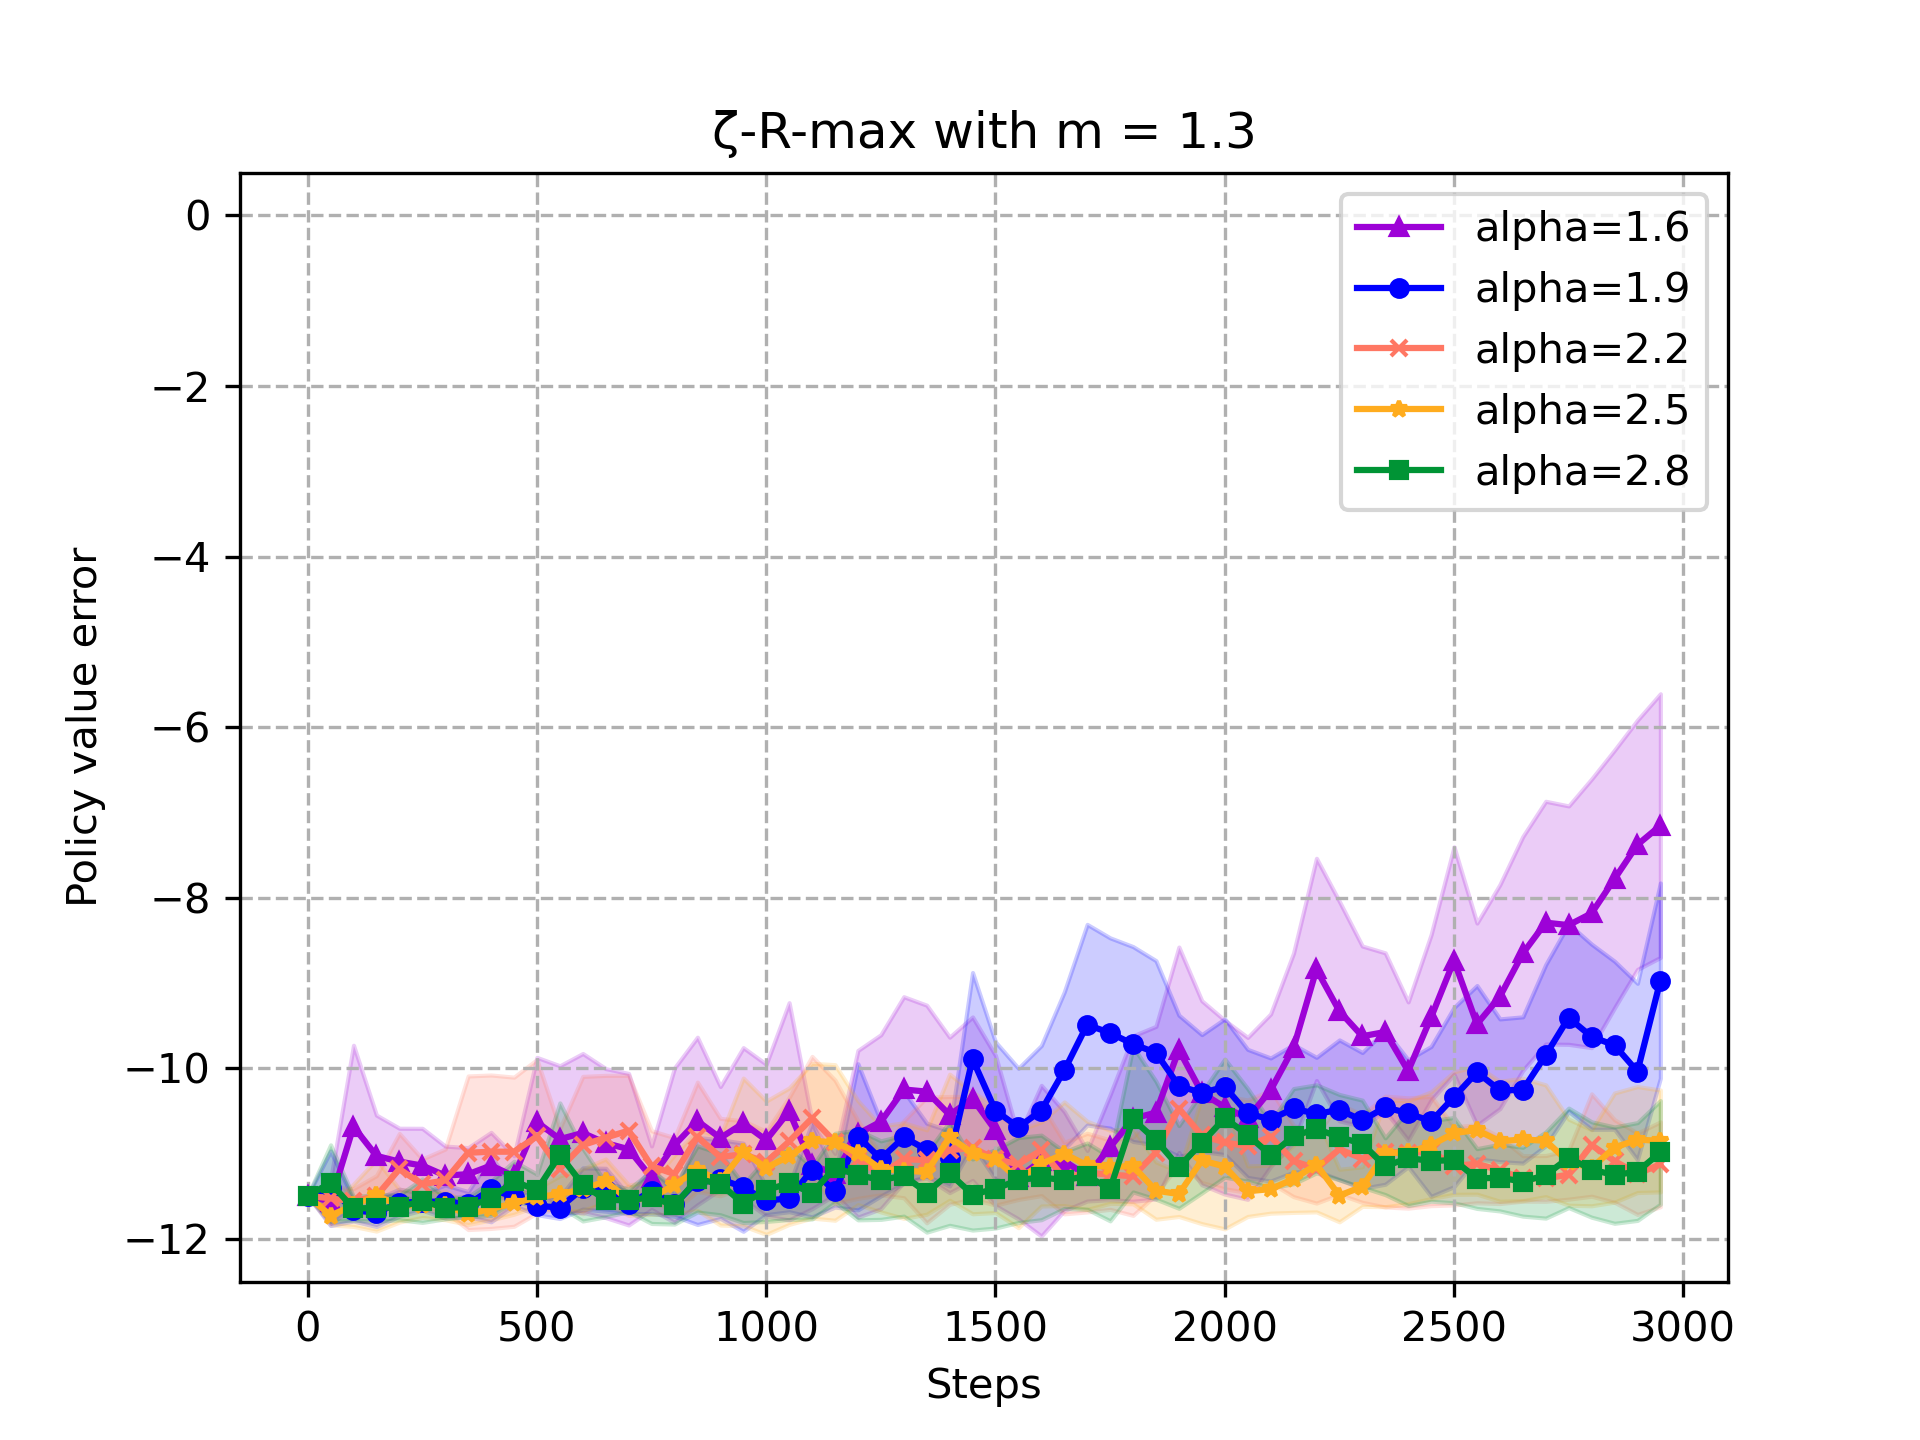 ζ-R-max with m = 1.3
0
−2
−4
−6
−8
−10
−12
Policy value error
alpha=1.6
alpha=1.9
alpha=2.2
alpha=2.5
alpha=2.8
0
500
1000
1500
2000
2500
3000
Steps